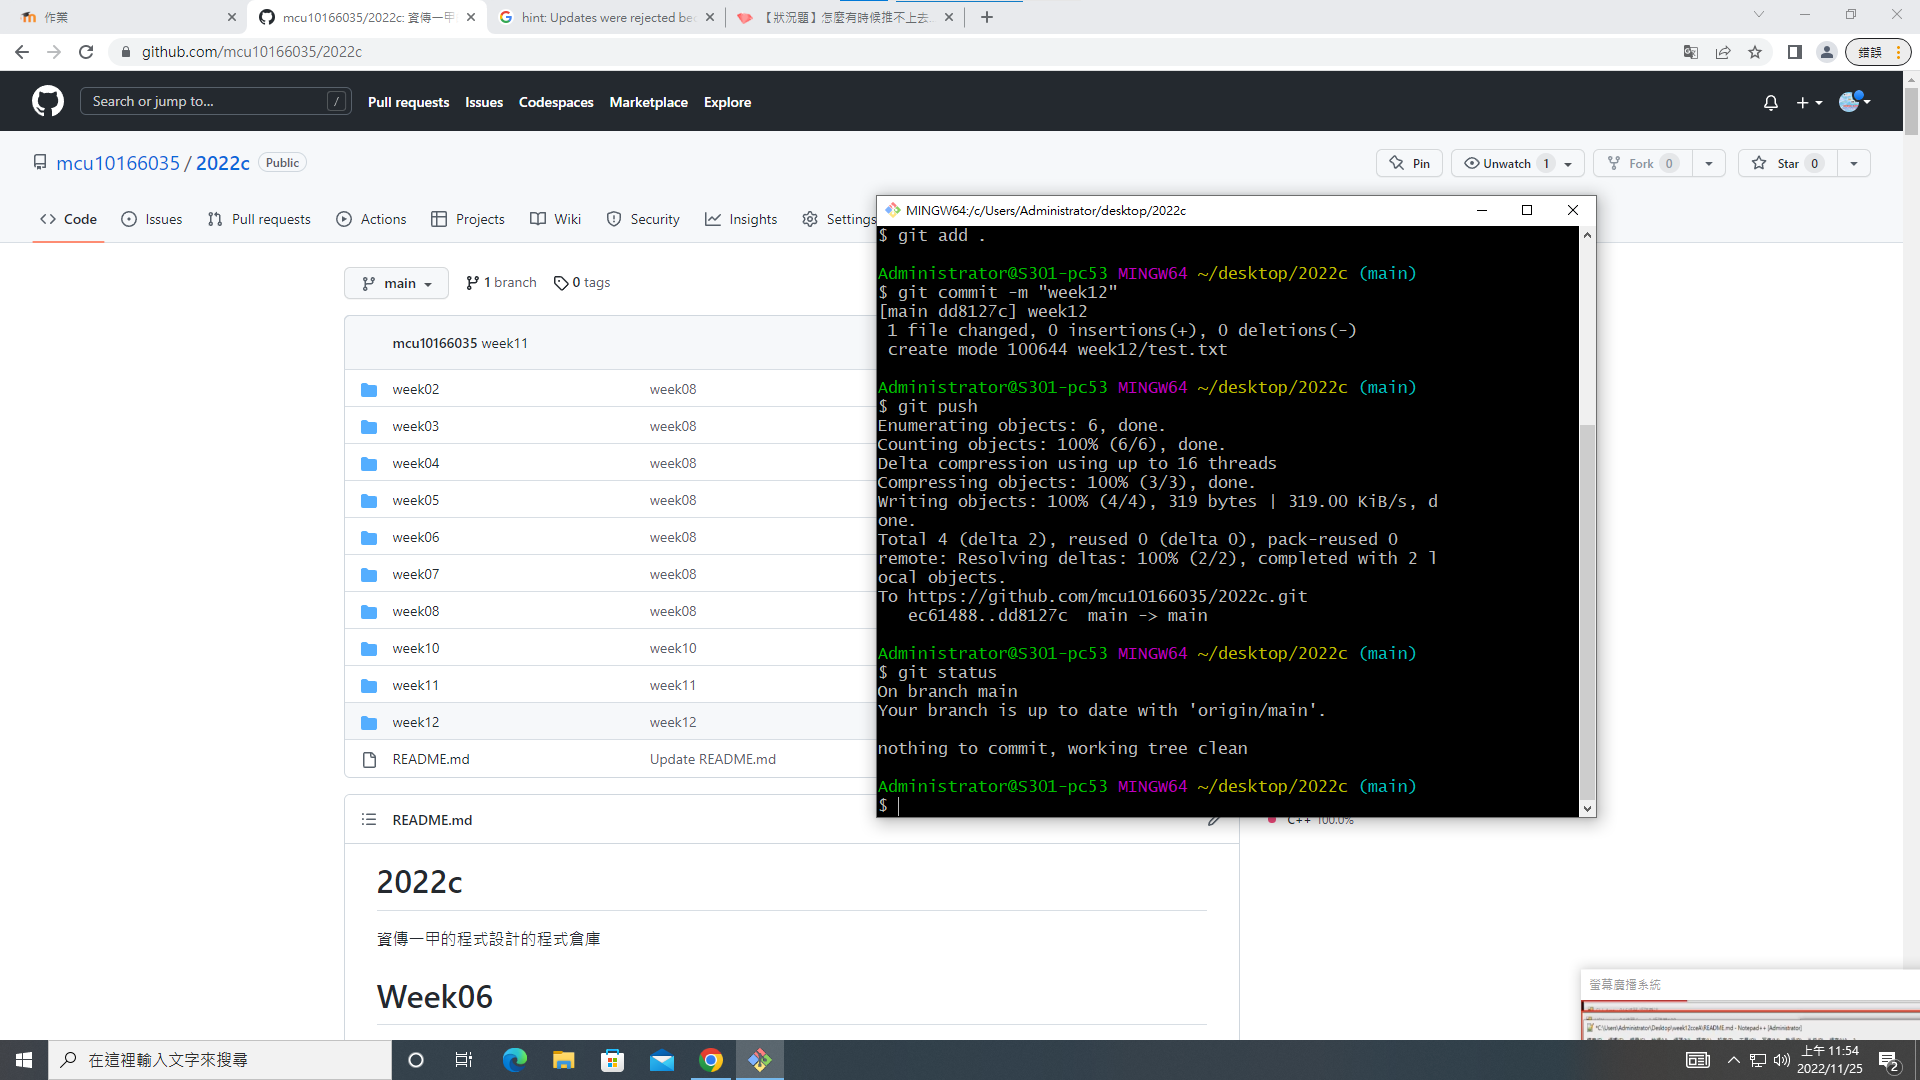 作業
mcu10166035/2022c: 資傳一甲
hint: Updates were rejected bec
【狀況題】怎麼有時候推不上去...
github.com/mcu10166035/2022c
錯誤
Search or jump to...
/
Pull requests
Issues
Codespaces
Marketplace
Explore
mcu10166035 / 2022c
Public
Pin
Unwatch 1
Fork 0
Star 0
Code
Issues
Pull requests
Actions
Projects
Wiki
Security
Insights
Settings
main
1 branch
0 tags
mcu10166035 week11
week02 week08
week03 week08
week04 week08
week05 week08
week06 week08
week07 week08
week08 week08
week10 week10
week11 week11
week12 week12
README.md Update README.md
README.md
2022c
資傳一甲的程式設計的程式倉庫
Week06
C++ 100.0%
MINGW64:/c/Users/Administrator/desktop/2022c
$ git add .
Administrator@S301-pc53 MINGW64 ~/desktop/2022c (main)
$ git commit -m "week12"
[main dd8127c] week12
1 file changed, 0 insertions(+), 0 deletions(-)
create mode 100644 week12/test.txt
Administrator@S301-pc53 MINGW64 ~/desktop/2022c (main)
$ git push
Enumerating objects: 6, done.
Counting objects: 100% (6/6), done.
Delta compression using up to 16 threads
Compressing objects: 100% (3/3), done.
Writing objects: 100% (4/4), 319 bytes | 319.00 KiB/s, d
one.
Total 4 (delta 2), reused 0 (delta 0), pack-reused 0
remote: Resolving deltas: 100% (2/2), completed with 2 l
ocal objects.
To https://github.com/mcu10166035/2022c.git
ec61488..dd8127c  main -> main
Administrator@S301-pc53 MINGW64 ~/desktop/2022c (main)
$ git status
On branch main
Your branch is up to date with 'origin/main'.
nothing to commit, working tree clean
Administrator@S301-pc53 MINGW64 ~/desktop/2022c (main)
$
螢幕廣播系統
*C:\Users\Administrator\Desktop\week12cce4\README.md - Notepad++ [Administrator]
在這裡輸入文字來搜尋
上午 11:54
2022/11/25
2